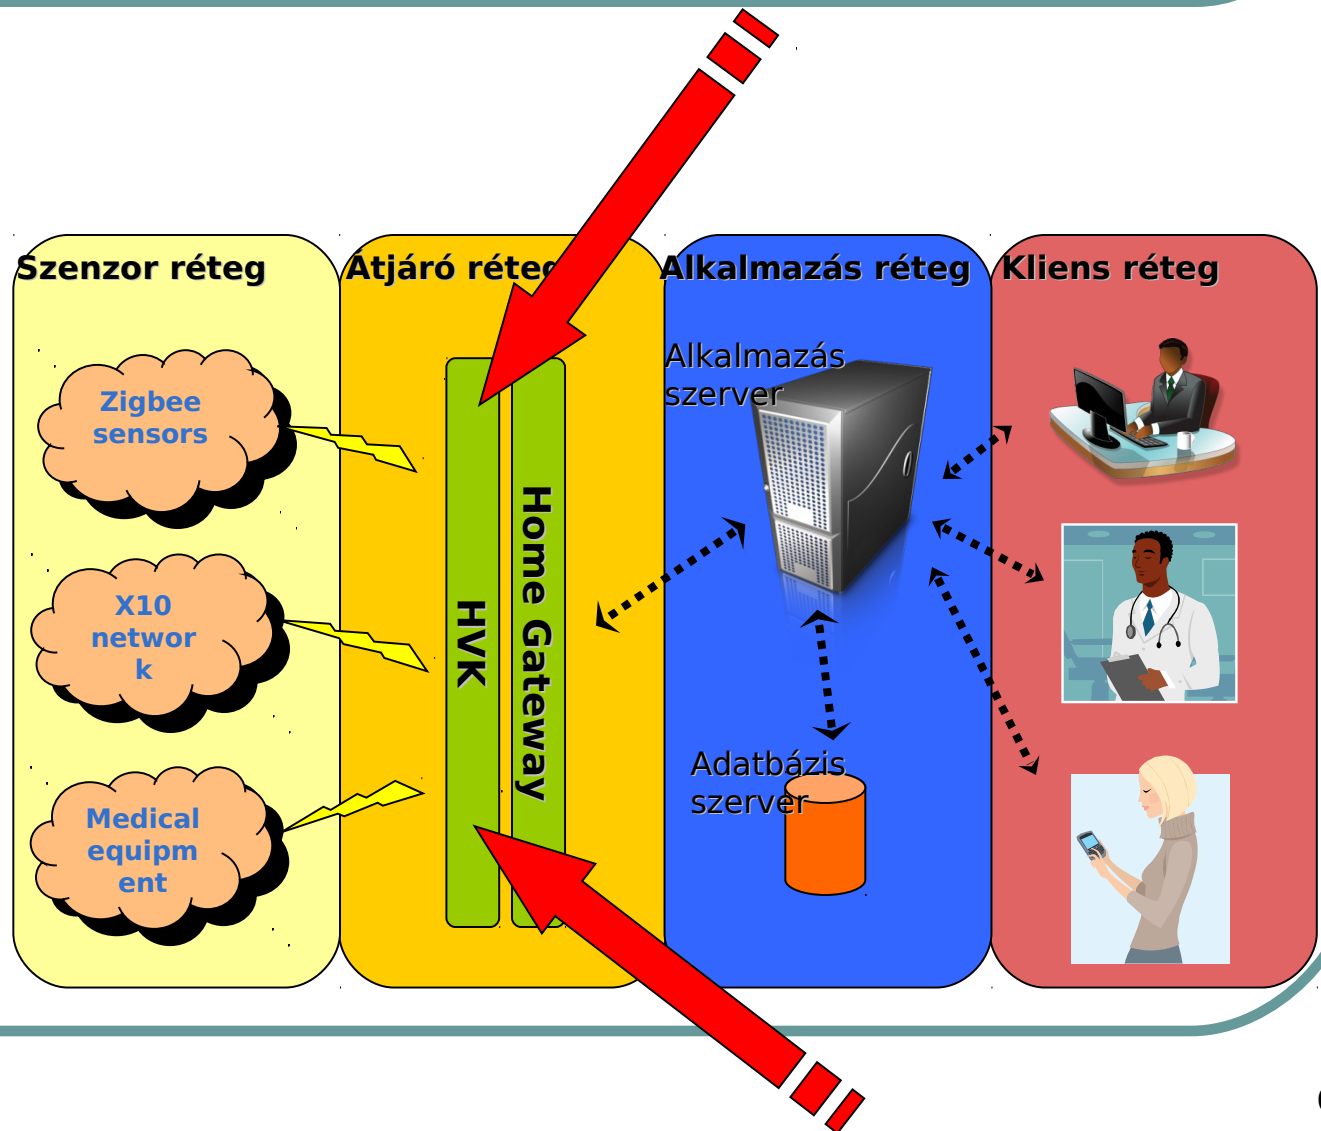 Szenzor réteg
Átjáró réteg
Alkalmazás réteg
Kliens réteg
Zigbee
sensors
X10
networ
k
Medical
equipm
ent
HVK
Home Gateway
Alkalmazás
szerver
Adatbázis
szerver